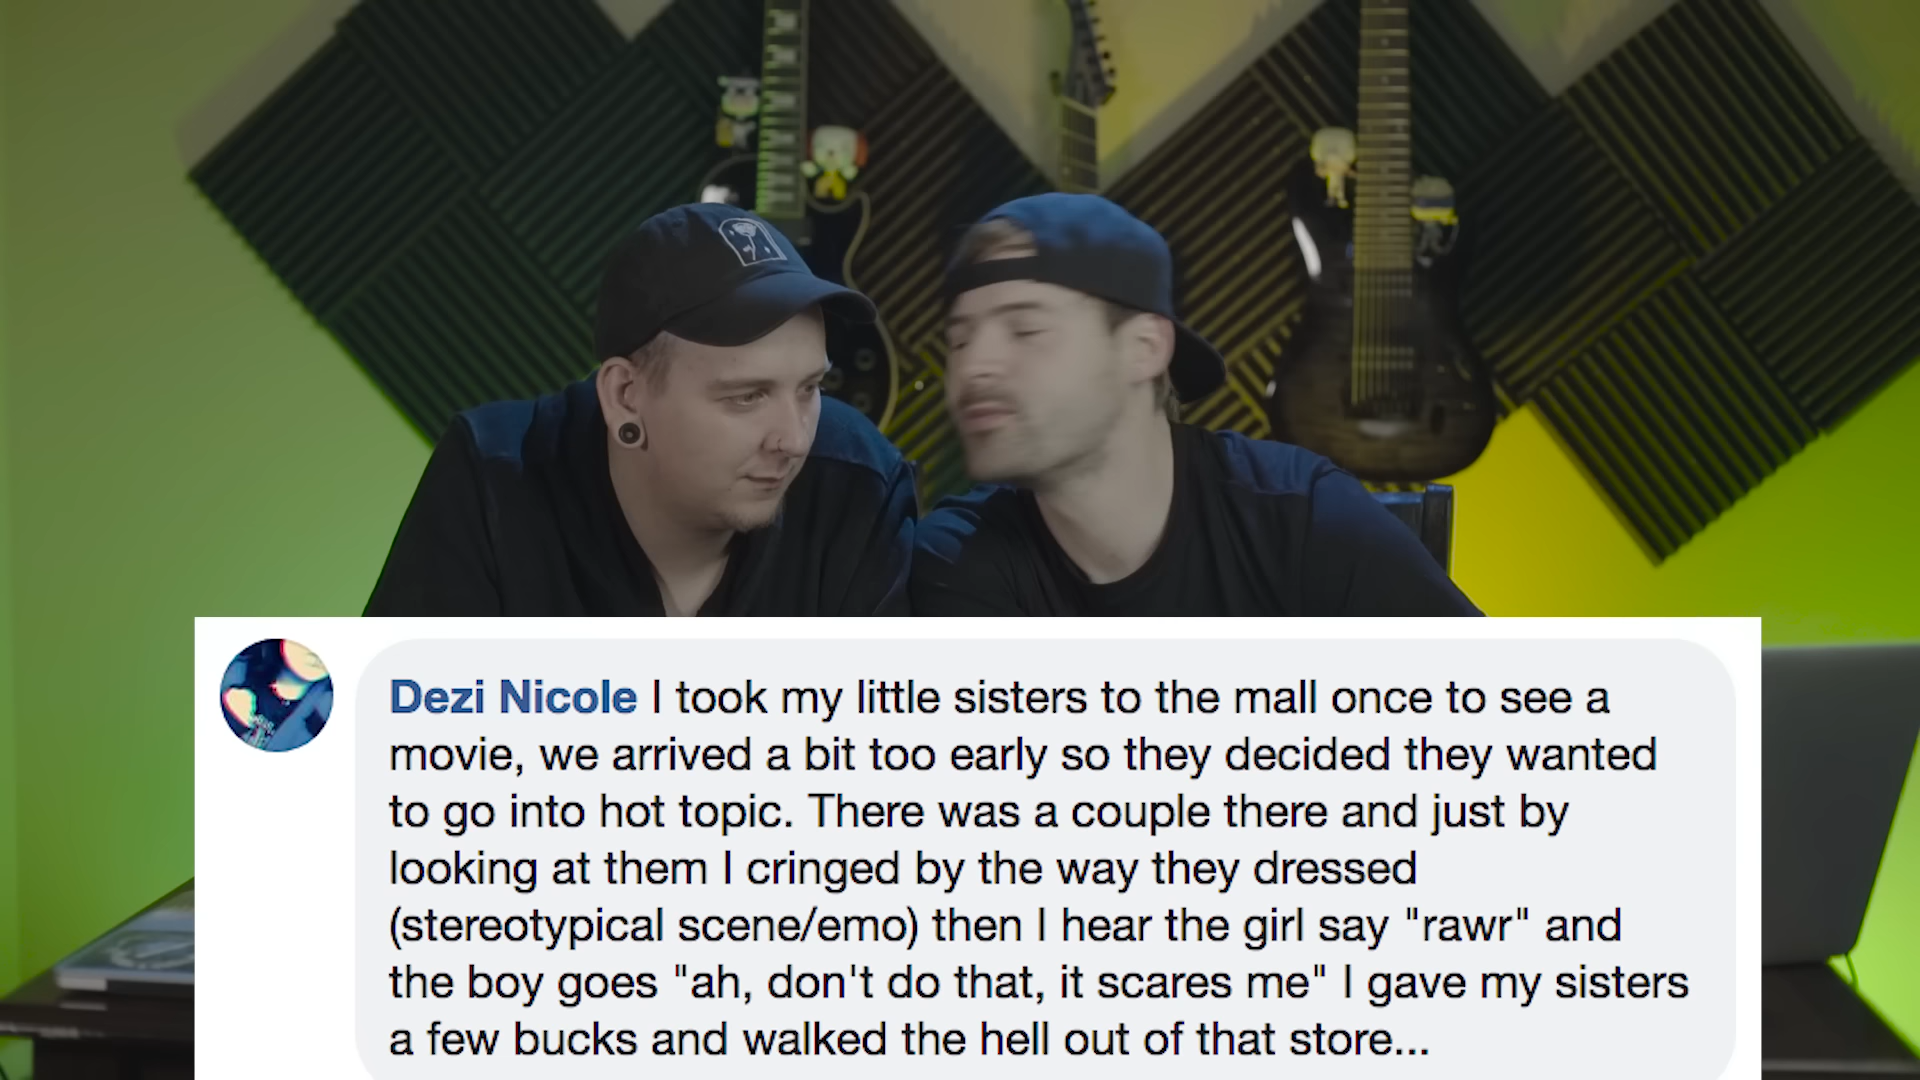 Dezi Nicole I took my little sisters to the mall once to see a
movie, we arrived a bit too early so they decided they wanted
to go into hot topic. There was a couple there and just by
looking at them I cringed by the way they dressed
(stereotypical scene/emo) then I hear the girl say "rawr" and
the boy goes "ah, don't do that, it scares me" I gave my sisters
a few bucks and walked the hell out of that store...